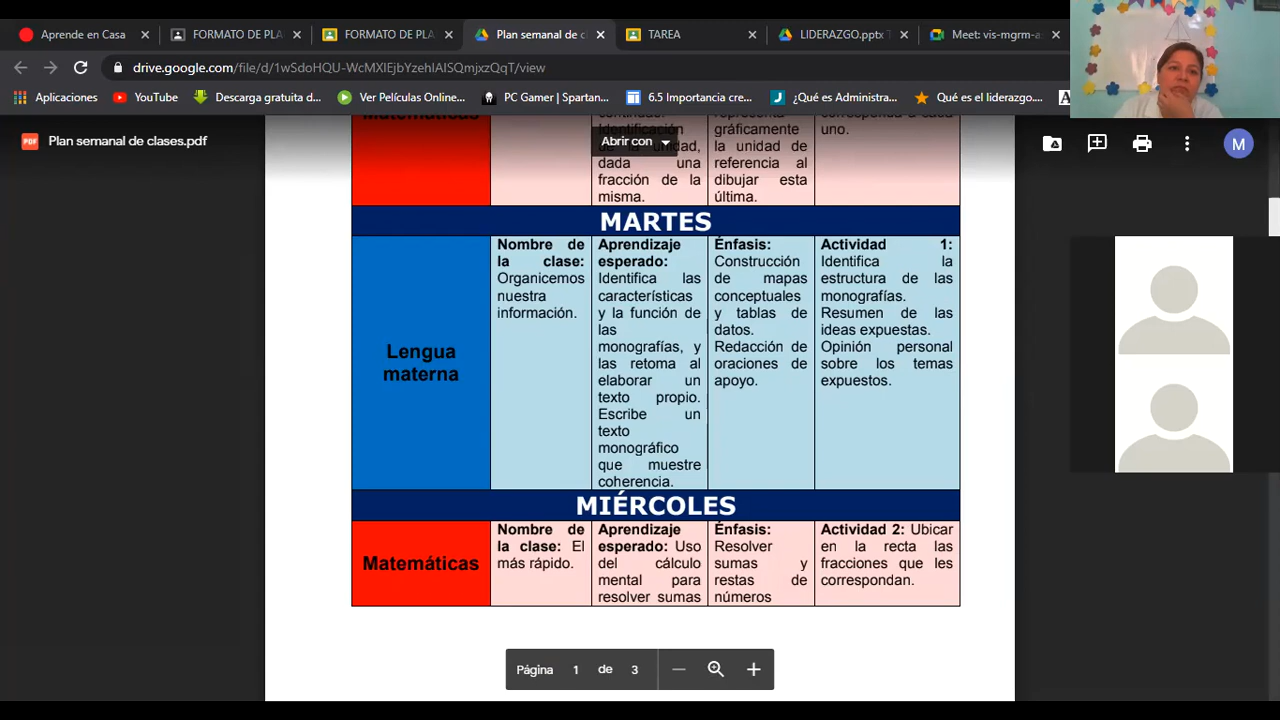 Aprende en Casa
FORMATO DE PLA
FORMATO DE PLA
Plan semanal de c
TAREA
LIDERAZGO.pptx T
Meet: vis-mgrm-a
drive.google.com/file/d/1wSdoHQU-WcMXlEjbYzehlAISQmjxzQqT/view
Aplicaciones
YouTube
Descarga gratuita d...
Ver Películas Online...
PC Gamer | Spartan...
6.5 Importancia cre...
¿Qué es Administra...
Qué es el liderazgo....
A
PDF
Plan semanal de clases.pdf
Abrir con
M
Matemáticas
Identificación
de la unidad,
dada una
fracción de la
misma.
representa
gráficamente
la unidad de
referencia al
dibujar esta
última.
corresponda a cada
uno.
MARTES
Lengua
materna
Nombre de
la clase:
Organicemos
nuestra
información.
Aprendizaje
esperado:
Identifica las
características
y la función de
las
monografías, y
las retoma al
elaborar un
texto propio.
Escribe un
texto
monográfico
que muestre
coherencia.
Énfasis:
Construcción
de mapas
conceptuales
y tablas de
datos.
Redacción de
oraciones de
apoyo.
Actividad 1:
Identifica la
estructura de las
monografías.
Resumen de las
ideas expuestas.
Opinión personal
sobre los temas
expuestos.
MIÉRCOLES
Matemáticas
Nombre de
la clase: El
más rápido.
Aprendizaje
esperado: Uso
del cálculo
mental para
resolver sumas
Énfasis:
Resolver
sumas y
restas de
números
Actividad 2: Ubicar
en la recta las
fracciones que les
correspondan.
Página 1 de 3